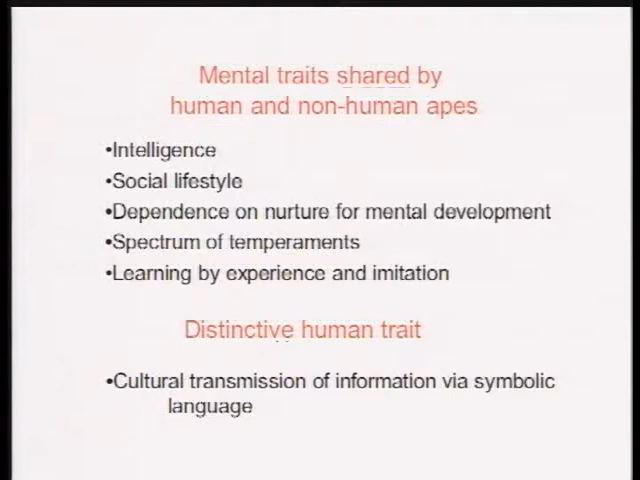 Mental traits shared by
human and non-human apes
•Intelligence
•Social lifestyle
•Dependence on nurture for mental development
•Spectrum of temperaments
•Learning by experience and imitation
Distinctive human trait
•Cultural transmission of information via symbolic
language